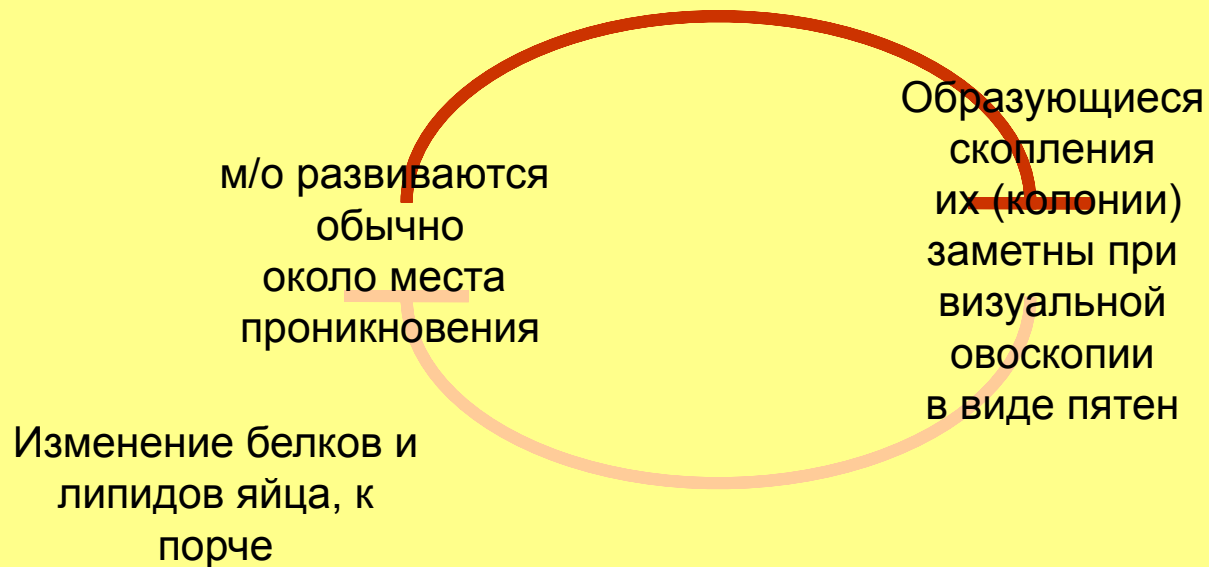 м/о развиваются
обычно
около места
проникновения
Образующиеся
скопления
их (колонии)
заметны при
визуальной
овоскопии
в виде пятен
Изменение белков и
липидов яйца, к
порче